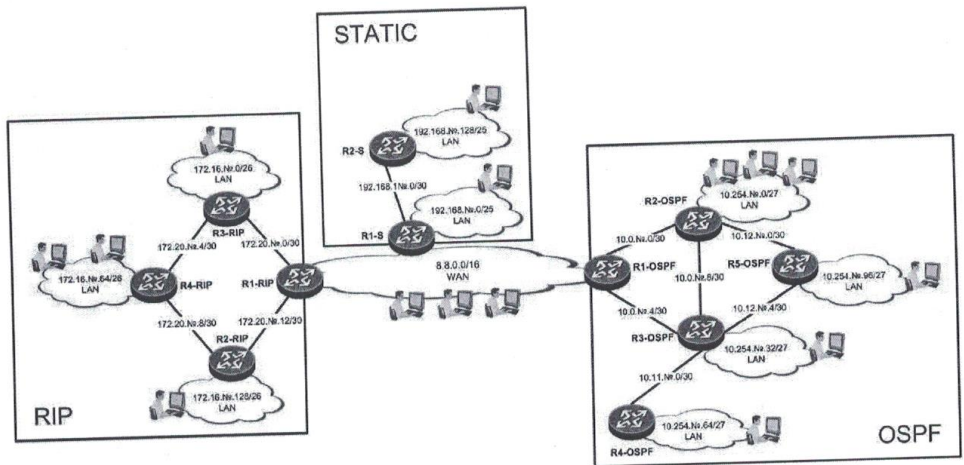 STATIC
192.168.№.128/25
LAN
R2-S
192.168.1№.0/30
192.168.№.0/25
LAN
R1-S
172.16.№.0/26
LAN
R3-RIP
172.20.№.4/30
172.20.№.0/30
172.16.№.64/26
LAN
R4-RIP
R1-RIP
172.20.№.8/30
172.20.№.12/30
R2-RIP
172.16.№.128/26
LAN
RIP
8.8.0.0/16
WAN
10.254.№.0/27
LAN
R2-OSPF
10.0.№.0/30
10.12.№.0/30
R1-OSPF
R5-OSPF
10.0.№.8/30
10.254.№.96/27
LAN
10.0.№.4/30
10.12.№.4/30
R3-OSPF
10.254.№.32/27
LAN
10.11.№.0/30
R4-OSPF
10.254.№.64/27
LAN
OSPF